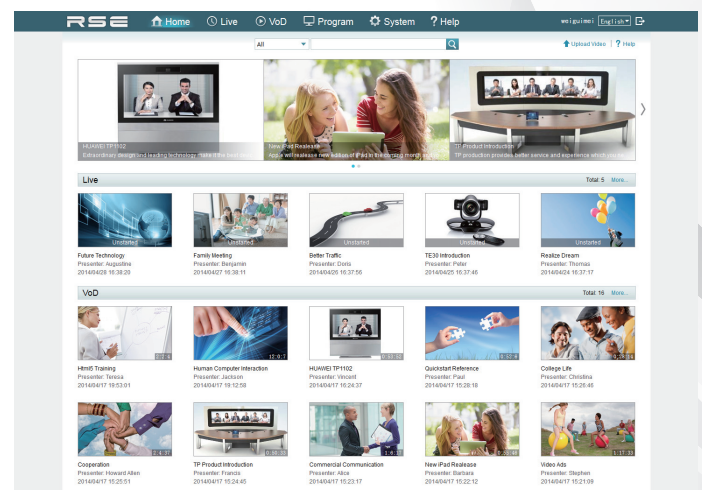 RSE Home Live VoD Program System ? Help weiguimei English
All Upload Video ? Help
HUAWEI TP1102
Extraordinary design and leading technology
New iPad Realease
Apple will realease new edition of iPad in the coming month
TP Product Introduction
TP production provides better service and experience which
Live Total: 5 More...
Unstarted Unstarted Unstarted Unstarted Unstarted
Future Technology Family Meeting Better Traffic TE30 Introduction Realize Dream
Presenter: Augustine Presenter: Benjamin Presenter: Doris Presenter: Peter Presenter: Thomas
2014/04/28 16:38:20 2014/04/27 16:38:11 2014/04/26 16:37:56 2014/04/25 16:37:46 2014/04/24 16:37:17
VoD Total: 16 More...
12:0:7
Html5 Training Human Computer Interaction HUAWEI TP1102 Quickstart Reference College Life
Presenter: Teresa Presenter: Jackson Presenter: Vincent Presenter: Paul Presenter: Christina
2014/04/17 19:53:01 2014/04/17 19:12:58 2014/04/17 16:24:37 2014/04/17 15:28:18 2014/04/17 15:26:46
Cooperation TP Product Introduction Commercial Communication New iPad Realease Video Ads
Presenter: Howard Allen Presenter: Francis Presenter: Alice Presenter: Barbara Presenter: Stephen
2014/04/17 15:25:51 2014/04/17 15:24:45 2014/04/17 15:23:17 2014/04/17 15:22:12 2014/04/17 15:21:09